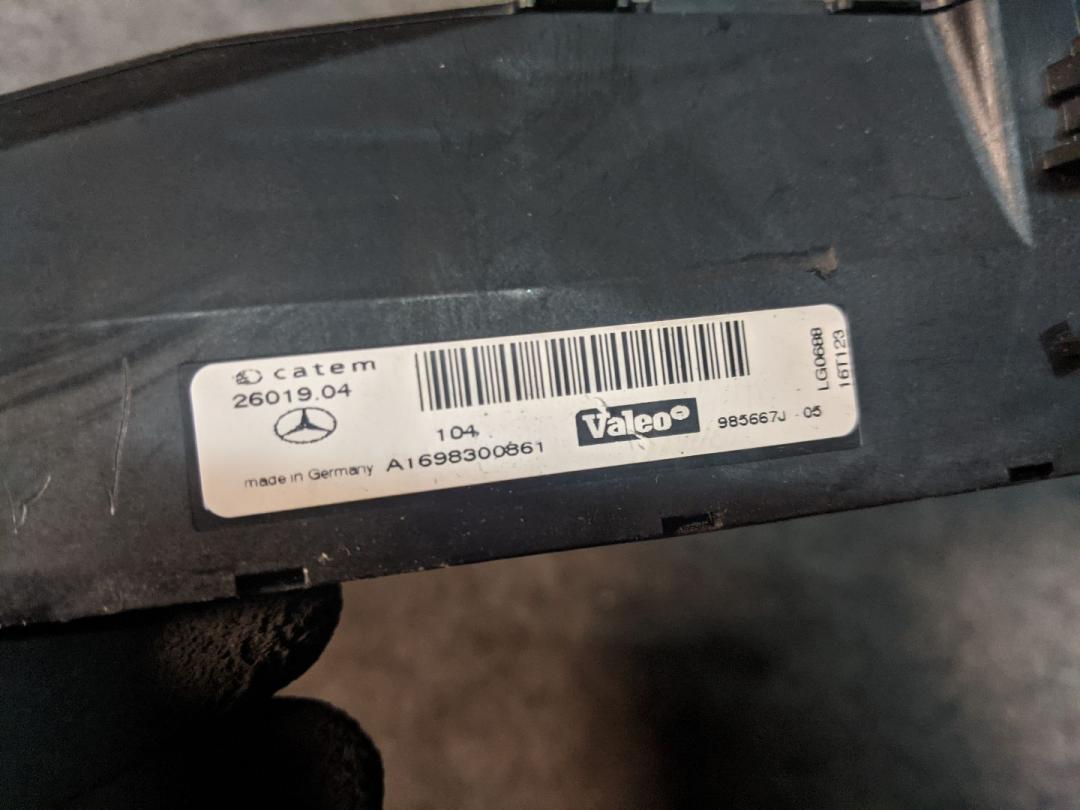 catem
26019.04
made in Germany
104
A1698300861
Valeo
985667J - 05
LG0688
16T123